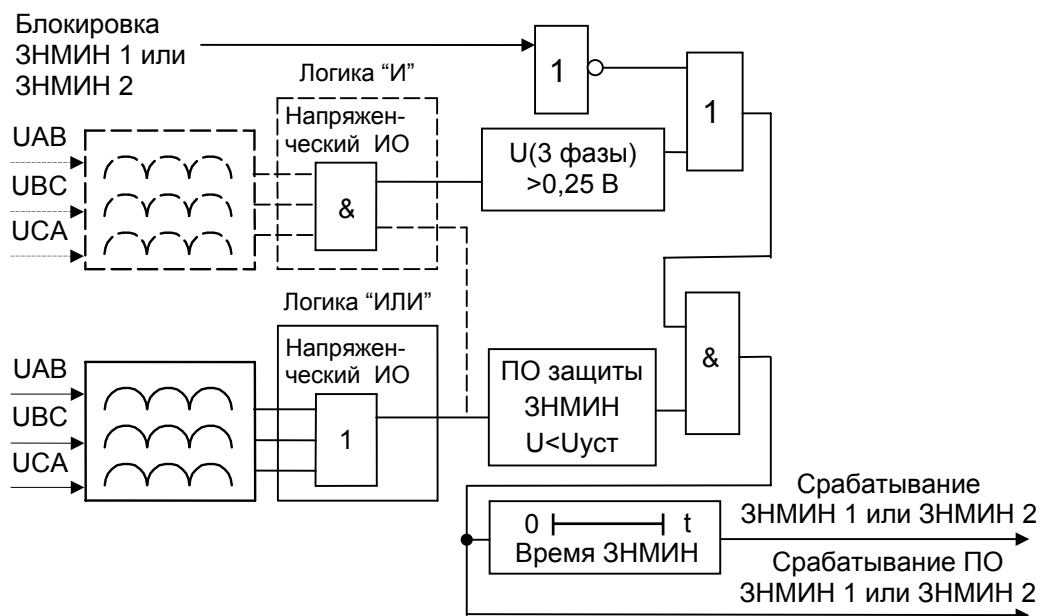 Блокировка
ЗНМИН 1 или
ЗНМИН 2
1
1
Логика “И”
Напряжен-
ческий ИО
UAB
UBC
UCA
&
U(3 фазы)
>0,25 В
Логика “ИЛИ”
Напряжен-
ческий ИО
UAB
UBC
UCA
1
ПО защиты
ЗНМИН
U<Uуст
&
0 t
Время ЗНМИН
Срабатывание
ЗНМИН 1 или ЗНМИН 2
Срабатывание ПО
ЗНМИН 1 или ЗНМИН 2